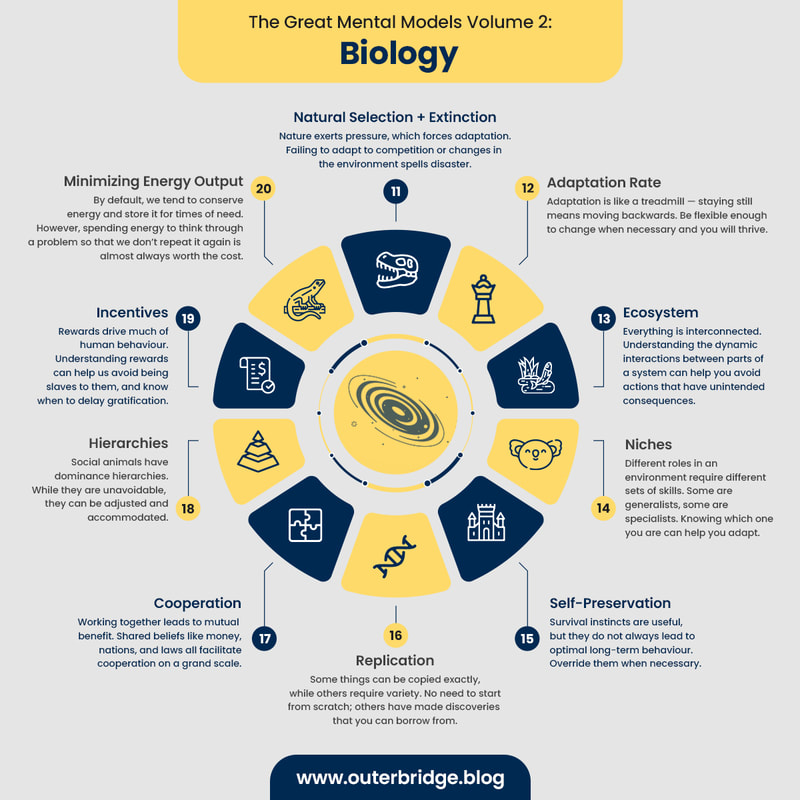 The Great Mental Models Volume 2:
Biology
Natural Selection + Extinction
Nature exerts pressure, which forces adaptation.
Failing to adapt to competition or changes in
the environment spells disaster.
11
12
Adaptation Rate
Adaptation is like a treadmill — staying still
means moving backwards. Be flexible enough
to change when necessary and you will thrive.
13
Ecosystem
Everything is interconnected.
Understanding the dynamic
interactions between parts of
a system can help you avoid
actions that have unintended
consequences.
14
Niches
Different roles in an
environment require different
sets of skills. Some are
generalists, some are
specialists. Knowing which one
you are can help you adapt.
15
Self-Preservation
Survival instincts are useful,
but they do not always lead to
optimal long-term behaviour.
Override them when necessary.
16
Replication
Some things can be copied exactly,
while others require variety. No need to start
from scratch; others have made discoveries
that you can borrow from.
17
Cooperation
Working together leads to mutual
benefit. Shared beliefs like money,
nations, and laws all facilitate
cooperation on a grand scale.
18
Hierarchies
Social animals have
dominance hierarchies.
While they are unavoidable,
they can be adjusted and
accommodated.
19
Incentives
Rewards drive much of
human behaviour.
Understanding rewards
can help us avoid being
slaves to them, and know
when to delay gratification.
20
Minimizing Energy Output
By default, we tend to conserve
energy and store it for times of need.
However, spending energy to think through
a problem so that we don't repeat it again is
almost always worth the cost.
$
www.outerbridge.blog